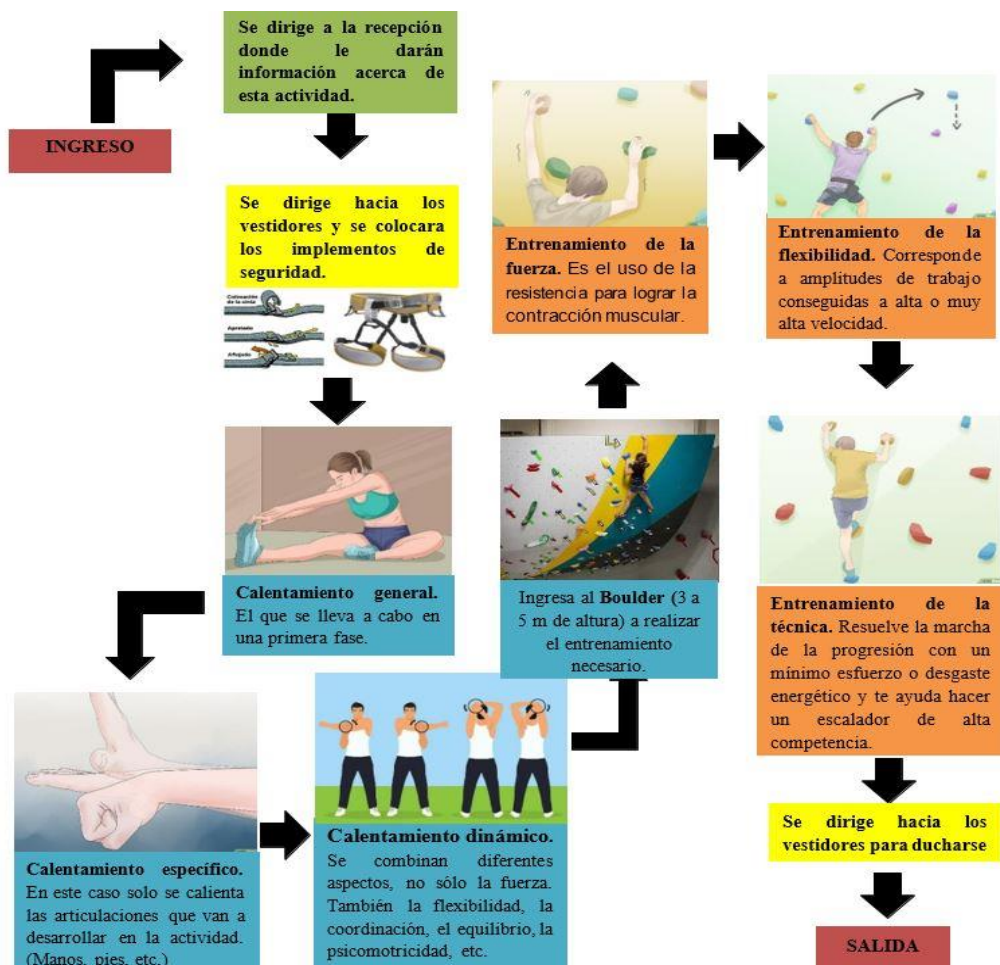 INGRESO
Se dirige a la recepción
donde le darán
información acerca de
esta actividad.
Se dirige hacia los
vestidores y se colocara
los implementos de
seguridad.
Colocación
de la cinta
Apretado
Aflojado
Calentamiento general.
El que se lleva a cabo en
una primera fase.
Calentamiento específico.
En este caso solo se calienta
las articulaciones que van a
desarrollar en la actividad.
(Manos, pies, etc.)
Calentamiento dinámico.
Se combinan diferentes
aspectos, no sólo la fuerza.
También la flexibilidad, la
coordinación, el equilibrio, la
psicomotricidad, etc.
Ingresa al Boulder (3 a
5 m de altura) a realizar
el entrenamiento
necesario.
Entrenamiento de la
fuerza. Es el uso de la
resistencia para lograr la
contracción muscular.
Entrenamiento de la
flexibilidad. Corresponde
a amplitudes de trabajo
conseguidas a alta o muy
alta velocidad.
Entrenamiento de la
técnica. Resuelve la marcha
de la progresión con un
mínimo esfuerzo o desgaste
energético y te ayuda hacer
un escalador de alta
competencia.
Se dirige hacia los
vestidores para ducharse
SALIDA